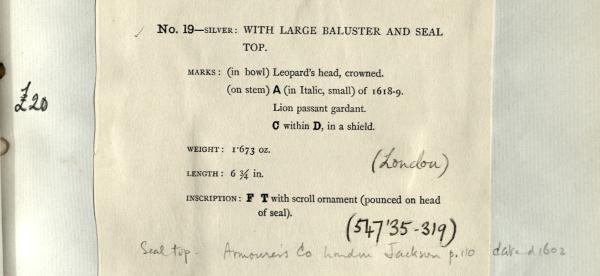 No. 19—SILVER: WITH LARGE BALUSTER AND SEAL
TOP.
MARKS: (in bowl) Leopard's head, crowned.
(on stem) A (in Italic, small) of 1618-9.
Lion passant gardant.
C within D, in a shield.
£20
WEIGHT: 1·673 oz.
(London)
LENGTH: 6 3/4 in.
INSCRIPTION: F T with scroll ornament (pounced on head
of seal).
(547'35-319)
Seal top. Armourers Co London Jackson p. 110 dated 1602